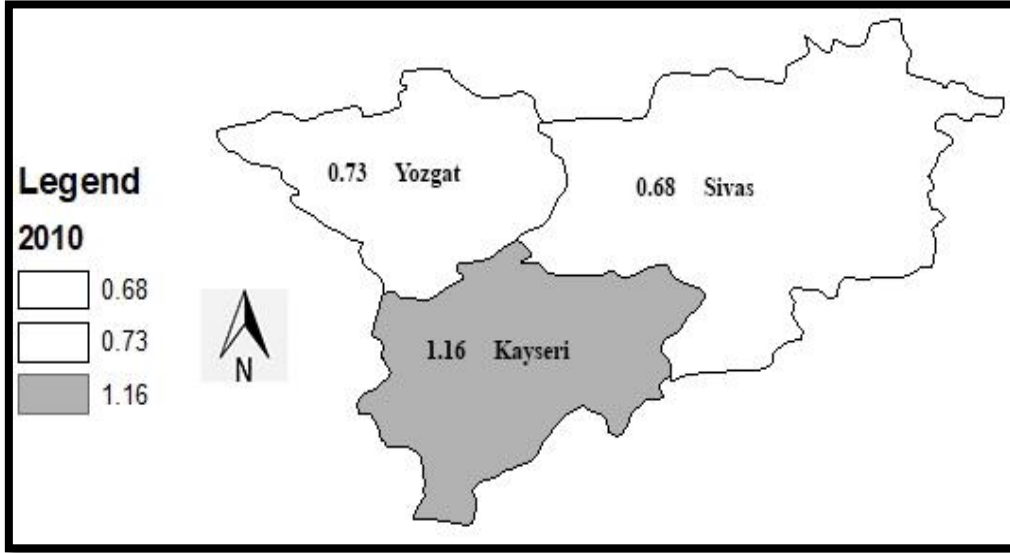 Legend
2010
0.68
0.73
1.16
N
0.73 Yozgat
0.68 Sivas
1.16 Kayseri